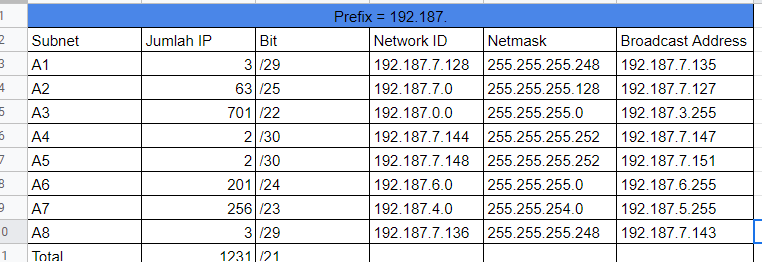 1 Prefix = 192.187.
2 Subnet Jumlah IP Bit Network ID Netmask Broadcast Address
3 A1 3 /29 192.187.7.128 255.255.255.248 192.187.7.135
4 A2 63 /25 192.187.7.0 255.255.255.128 192.187.7.127
5 A3 701 /22 192.187.0.0 255.255.255.0 192.187.3.255
6 A4 2 /30 192.187.7.144 255.255.255.252 192.187.7.147
7 A5 2 /30 192.187.7.148 255.255.255.252 192.187.7.151
8 A6 201 /24 192.187.6.0 255.255.255.0 192.187.6.255
9 A7 256 /23 192.187.4.0 255.255.254.0 192.187.5.255
0 A8 3 /29 192.187.7.136 255.255.255.248 192.187.7.143
1 Total 1231 /21